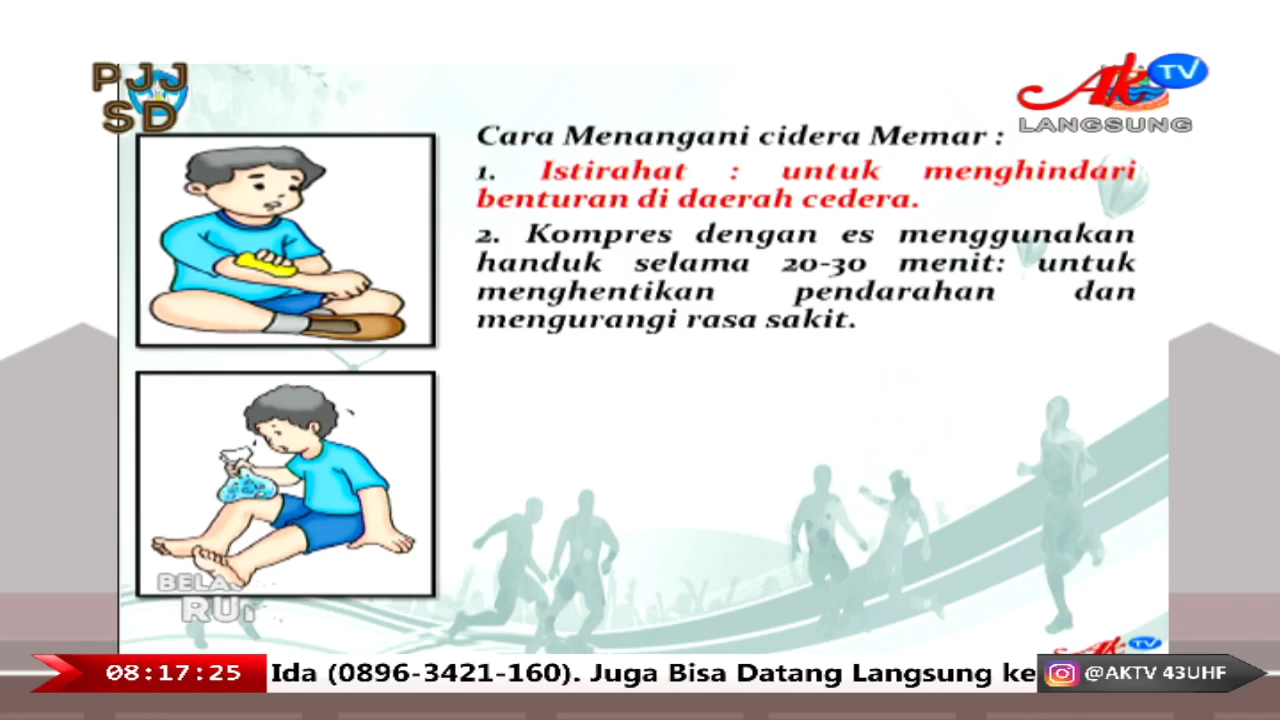 PJJ
SD
Ak TV
LANGSUNG
Cara Menangani cidera Memar :
1. Istirahat : untuk menghindari
benturan di daerah cedera.
2. Kompres dengan es menggunakan
handuk selama 20-30 menit: untuk
menghentikan pendarahan dan
mengurangi rasa sakit.
TV
08:17:25
Ida (0896-3421-160). Juga Bisa Datang Langsung ke
@AKTV 43UHF